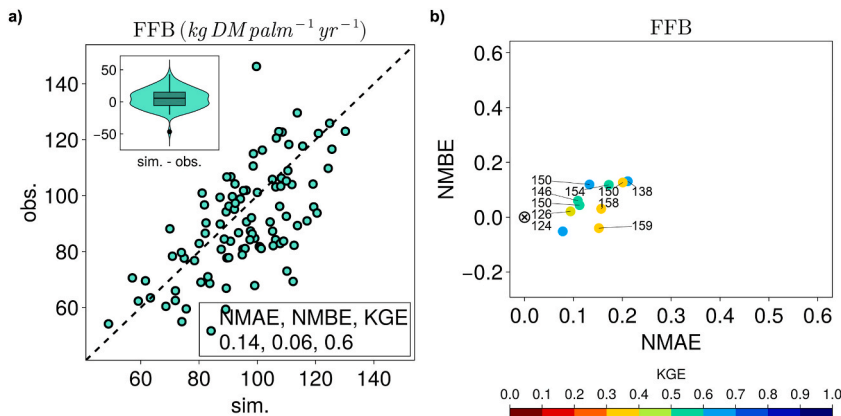 a)
FFB (kg DM palm⁻¹ yr⁻¹)
140
120
100
80
60
obs.
50
0
−50
sim. - obs.
NMAE, NMBE, KGE
0.14, 0.06, 0.6
60 80 100 120 140
sim.
b)
FFB
0.6
0.4
0.2
0.0
−0.2
NMBE
150
154 150 138
146
150
158
126
124
159
0.0 0.1 0.2 0.3 0.4 0.5 0.6
NMAE
KGE
0.0 0.1 0.2 0.3 0.4 0.5 0.6 0.7 0.8 0.9 1.0